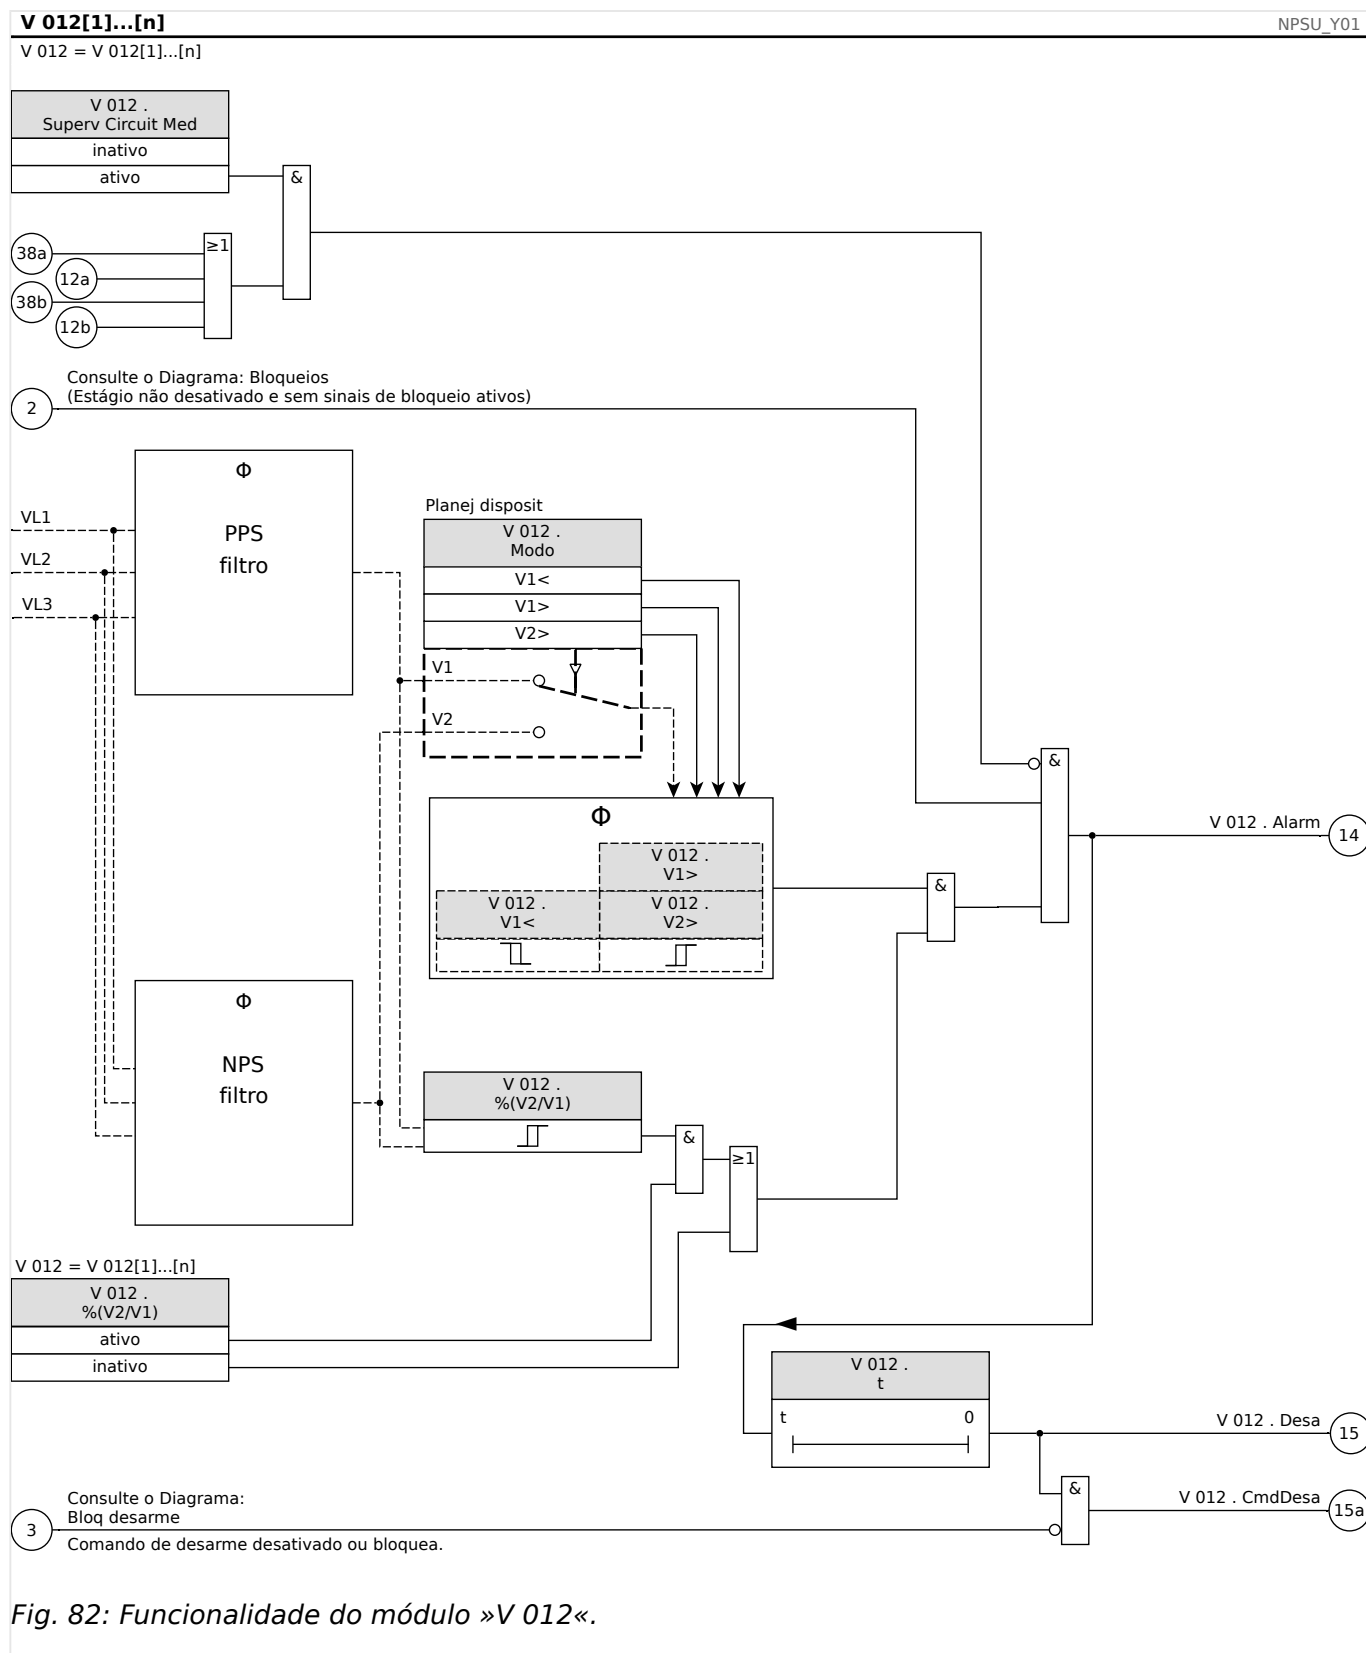 V 012[1]...[n]
NPSU_Y01
V 012 = V 012[1]...[n]
V 012 .
Superv Circuit Med
inativo
ativo
&
38a
≥1
12a
38b
12b
Consulte o Diagrama: Bloqueios
(Estágio não desativado e sem sinais de bloqueio ativos)
2
Φ
PPS
filtro
VL1
VL2
VL3
Planej disposit
V 012 .
Modo
V1<
V1>
V2>
V1
V2
&
Φ
V 012 .
V1>
V 012 .
V1<
V 012 .
V2>
&
V 012 . Alarm
14
Φ
NPS
filtro
V 012 .
%(V2/V1)
&
≥1
V 012 = V 012[1]...[n]
V 012 .
%(V2/V1)
ativo
inativo
V 012 .
t
t
0
V 012 . Desa
15
&
V 012 . CmdDesa
15a
Consulte o Diagrama:
Bloq desarme
3
Comando de desarme desativado ou bloquea.
Fig. 82: Funcionalidade do módulo »V 012«.